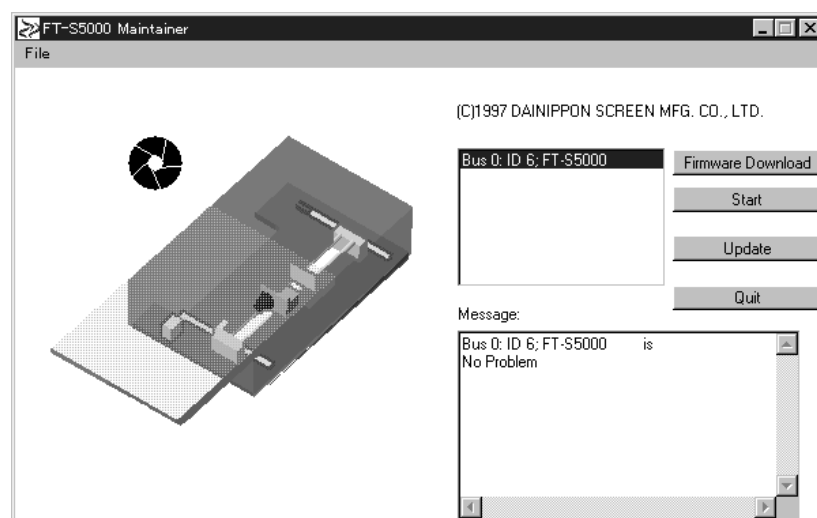 FT-S5000 Maintainer
File
(C)1997 DAINIPPON SCREEN MFG. CO., LTD.
Bus 0: ID 6; FT-S5000
Firmware Download
Start
Update
Quit
Message:
Bus 0: ID 6; FT-S5000 is
No Problem